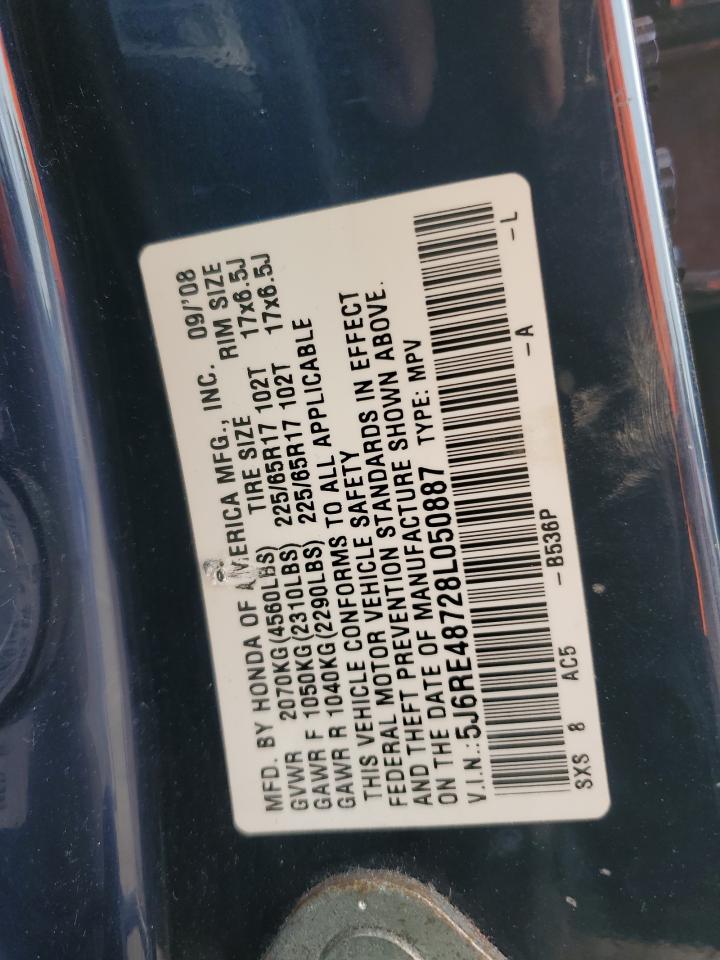 MFD. BY HONDA OF AMERICA MFG., INC. 09/'08
GVWR 2070KG(4560LBS) TIRE SIZE RIM SIZE
GAWR F 1050KG(2310LBS) 225/65R17 102T 17x6.5J
GAWR R 1040KG(2290LBS) 225/65R17 102T 17x6.5J
THIS VEHICLE CONFORMS TO ALL APPLICABLE
FEDERAL MOTOR VEHICLE SAFETY STANDARDS IN EFFECT
AND THEFT PREVENTION STANDARDS IN EFFECT
ON THE DATE OF MANUFACTURE SHOWN ABOVE.
V.I.N.:5J6RE48728L050887 TYPE: MPV
SXS 8 AC5 -B536P -A -L